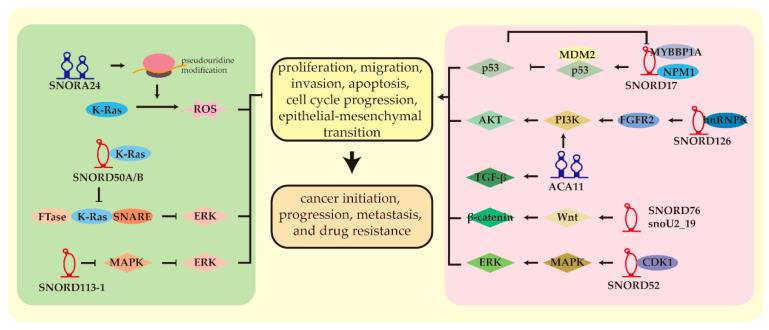 SNORA24
pseudouridine
modification
K-Ras
ROS
K-Ras
SNORD50A/B
FTase
K-Ras
SNARE
ERK
SNORD113-1
MAPK
ERK
proliferation, migration,
invasion, apoptosis,
cell cycle progression,
epithelial-mesenchymal
transition
cancer initiation,
progression, metastasis,
and drug resistance
p53
MDM2
p53
MYBBP1A
NPM1
SNORD17
AKT
PI3K
FGFR2
hnRNPK
SNORD126
TGF-β
ACA11
β-catenin
Wnt
SNORD76
snoU2_19
ERK
MAPK
CDK1
SNORD52